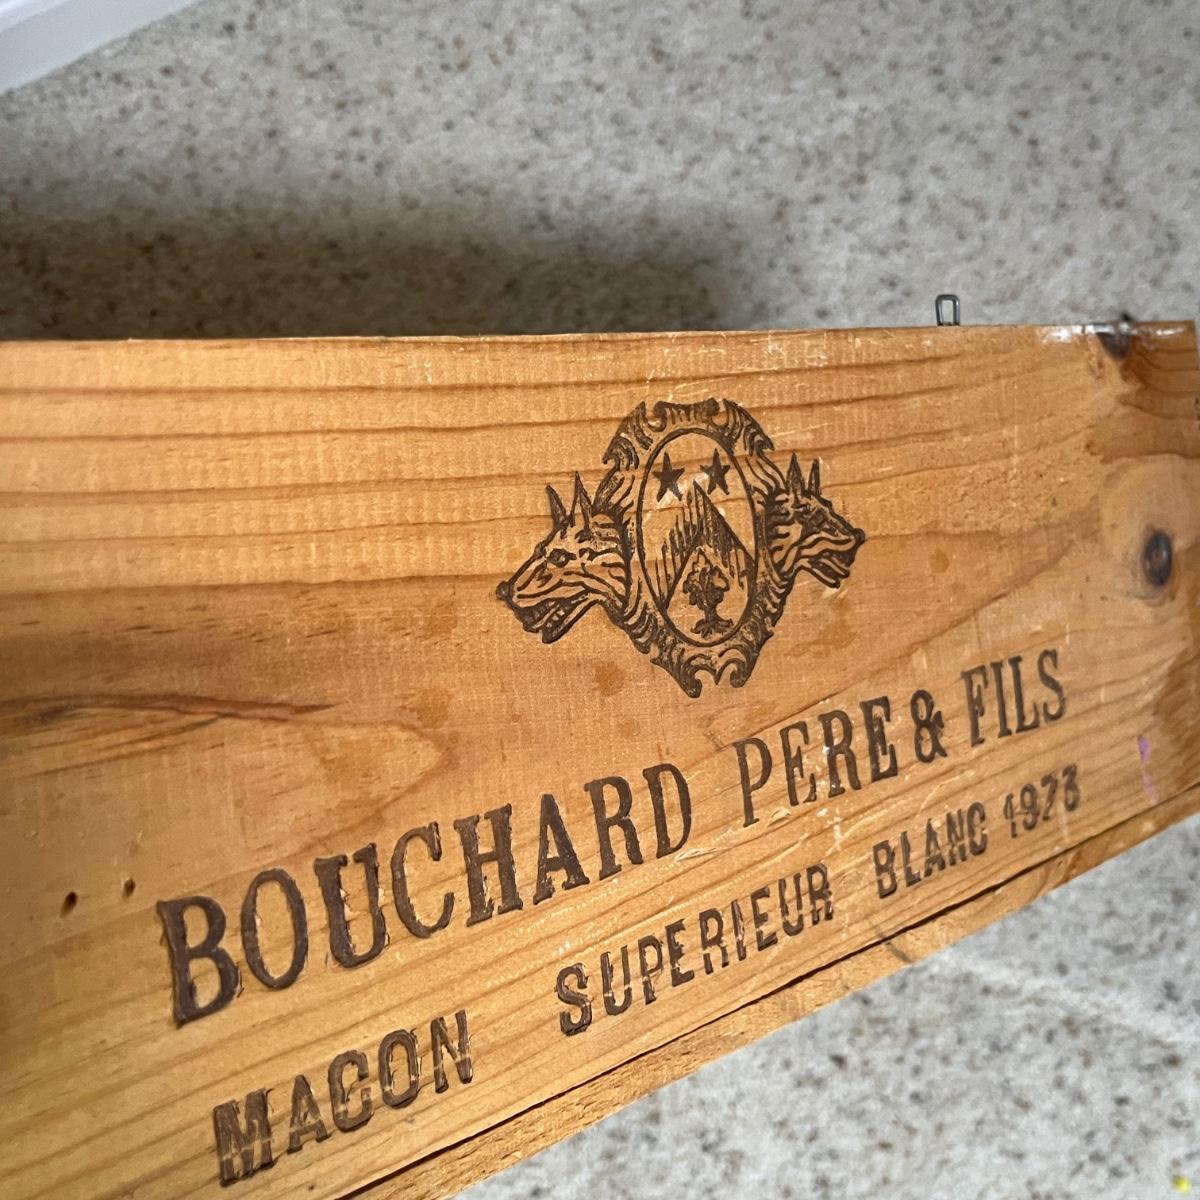 BOUCHARD PERE & FILS
MACON SUPERIEUR BLANC 1973